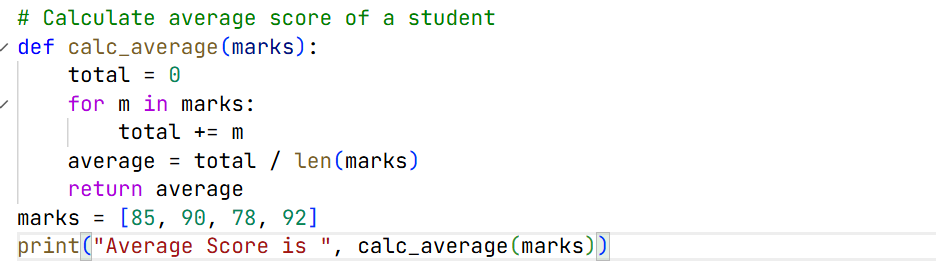 # Calculate average score of a student
def calc_average(marks):
    total = 0
    for m in marks:
        total += m
    average = total / len(marks)
    return average
marks = [85, 90, 78, 92]
print("Average Score is ", calc_average(marks))